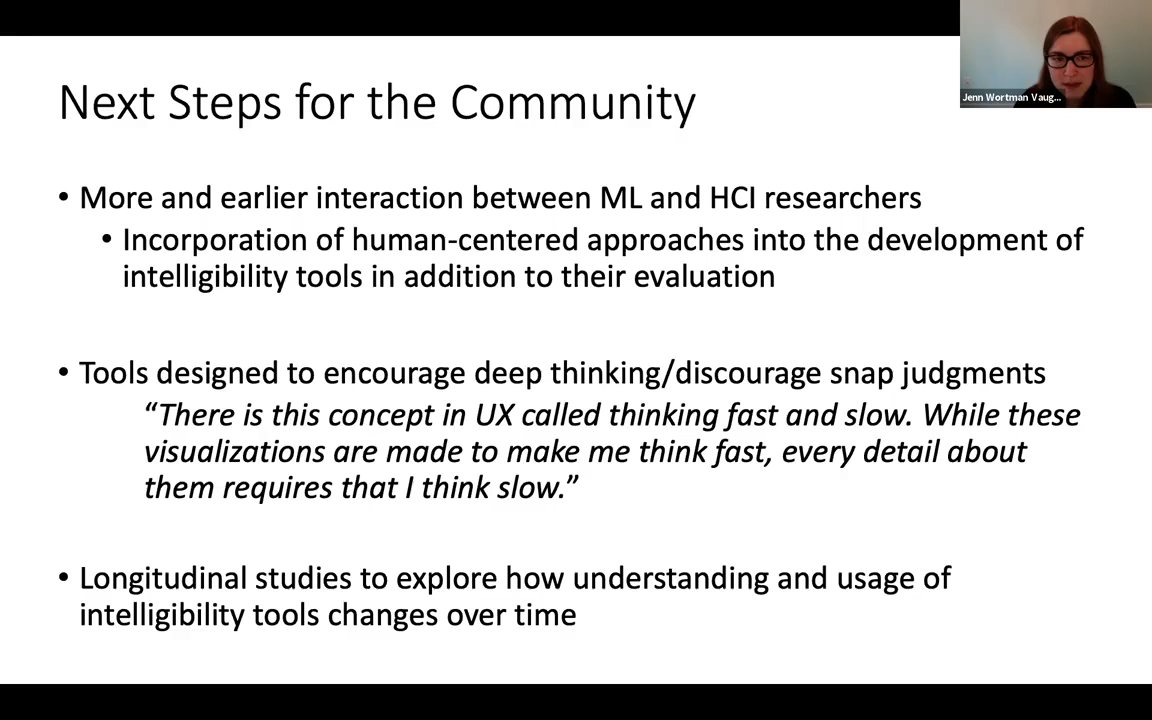 Jenn Wortman Vaug...
Next Steps for the Community
• More and earlier interaction between ML and HCI researchers
• Incorporation of human-centered approaches into the development of
intelligibility tools in addition to their evaluation
• Tools designed to encourage deep thinking/discourage snap judgments
“There is this concept in UX called thinking fast and slow. While these
visualizations are made to make me think fast, every detail about
them requires that I think slow.”
• Longitudinal studies to explore how understanding and usage of
intelligibility tools changes over time